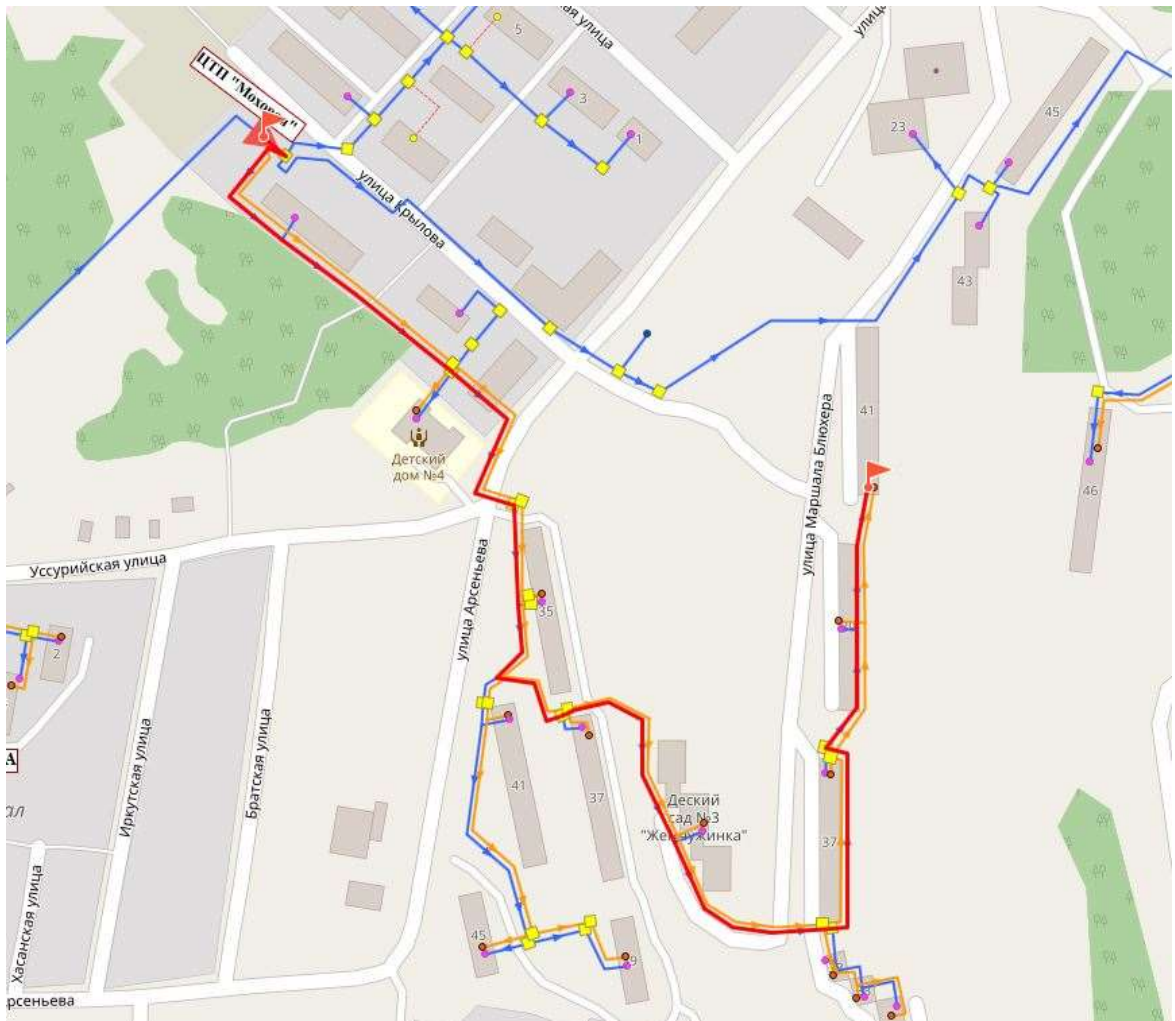 ая улица
улица
ЦТП "Моховая"
5
3
1
23
45
улица Крылова
43
41
улица Маршала Блюхера
46
Детский
дом №4
Уссурийская улица
улица Арсеньева
35
2
А
ал
Иркутская улица
Братская улица
41
37
Деский
сад №3
"Жемчужинка"
37
Хасанская улица
45
9
рсеньева